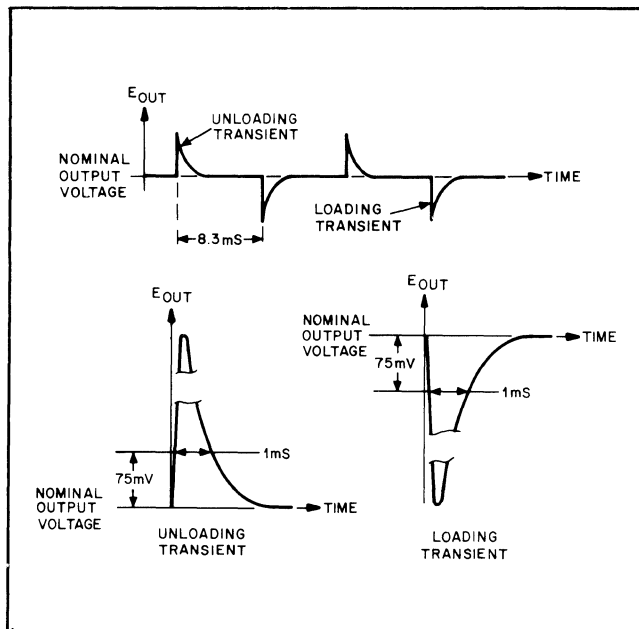 EOUT
UNLOADING
TRANSIENT
NOMINAL
OUTPUT
VOLTAGE
TIME
LOADING
TRANSIENT
8.3mS
EOUT
75mV
1mS
NOMINAL
OUTPUT
VOLTAGE
TIME
UNLOADING
TRANSIENT
EOUT
NOMINAL
OUTPUT
VOLTAGE
TIME
75mV
1mS
LOADING
TRANSIENT